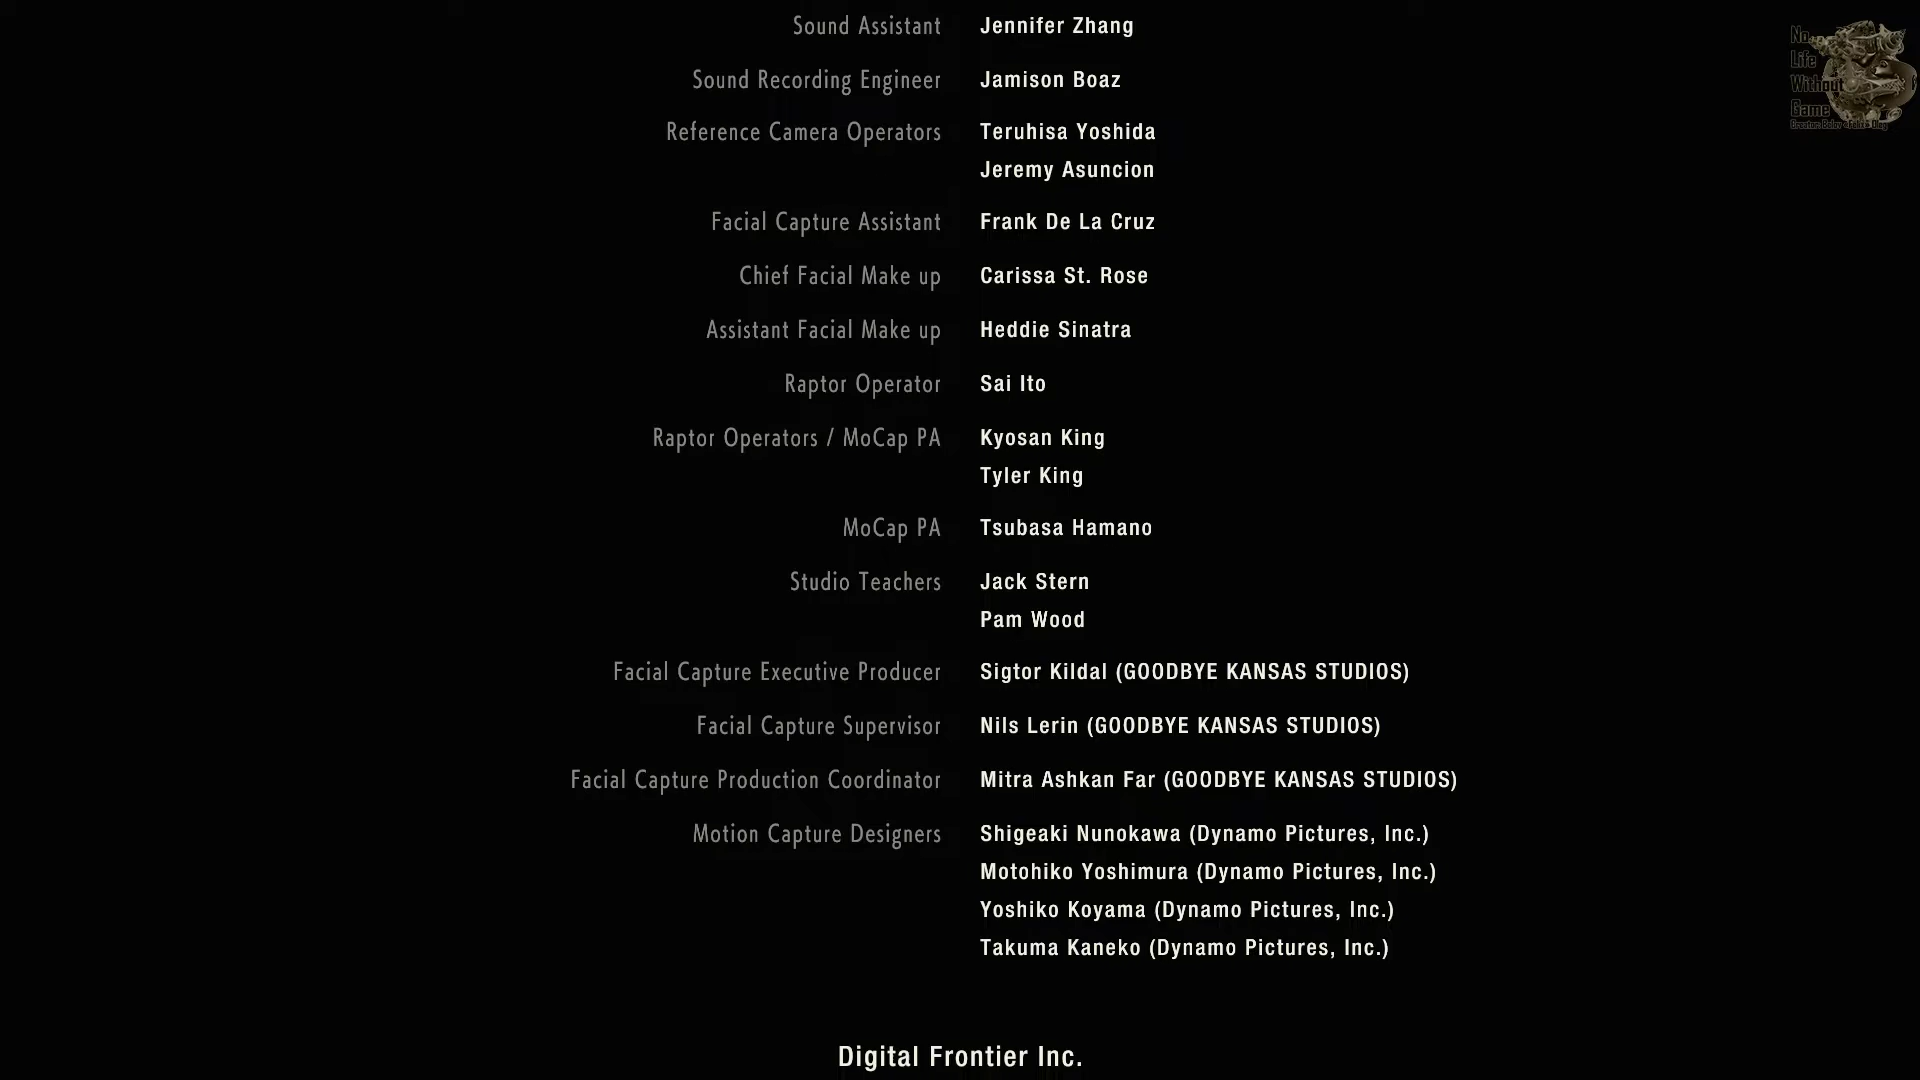 Sound Assistant Jennifer Zhang
Sound Recording Engineer Jamison Boaz
Reference Camera Operators Teruhisa Yoshida
Jeremy Asuncion
Facial Capture Assistant Frank De La Cruz
Chief Facial Make up Carissa St. Rose
Assistant Facial Make up Heddie Sinatra
Raptor Operator Sai Ito
Raptor Operators / MoCap PA Kyosan King
Tyler King
MoCap PA Tsubasa Hamano
Studio Teachers Jack Stern
Pam Wood
Facial Capture Executive Producer Sigtor Kildal (GOODBYE KANSAS STUDIOS)
Facial Capture Supervisor Nils Lerin (GOODBYE KANSAS STUDIOS)
Facial Capture Production Coordinator Mitra Ashkan Far (GOODBYE KANSAS STUDIOS)
Motion Capture Designers Shigeaki Nunokawa (Dynamo Pictures, Inc.)
Motohiko Yoshimura (Dynamo Pictures, Inc.)
Yoshiko Koyama (Dynamo Pictures, Inc.)
Takuma Kaneko (Dynamo Pictures, Inc.)
Digital Frontier Inc.
No
Life
Without
Game